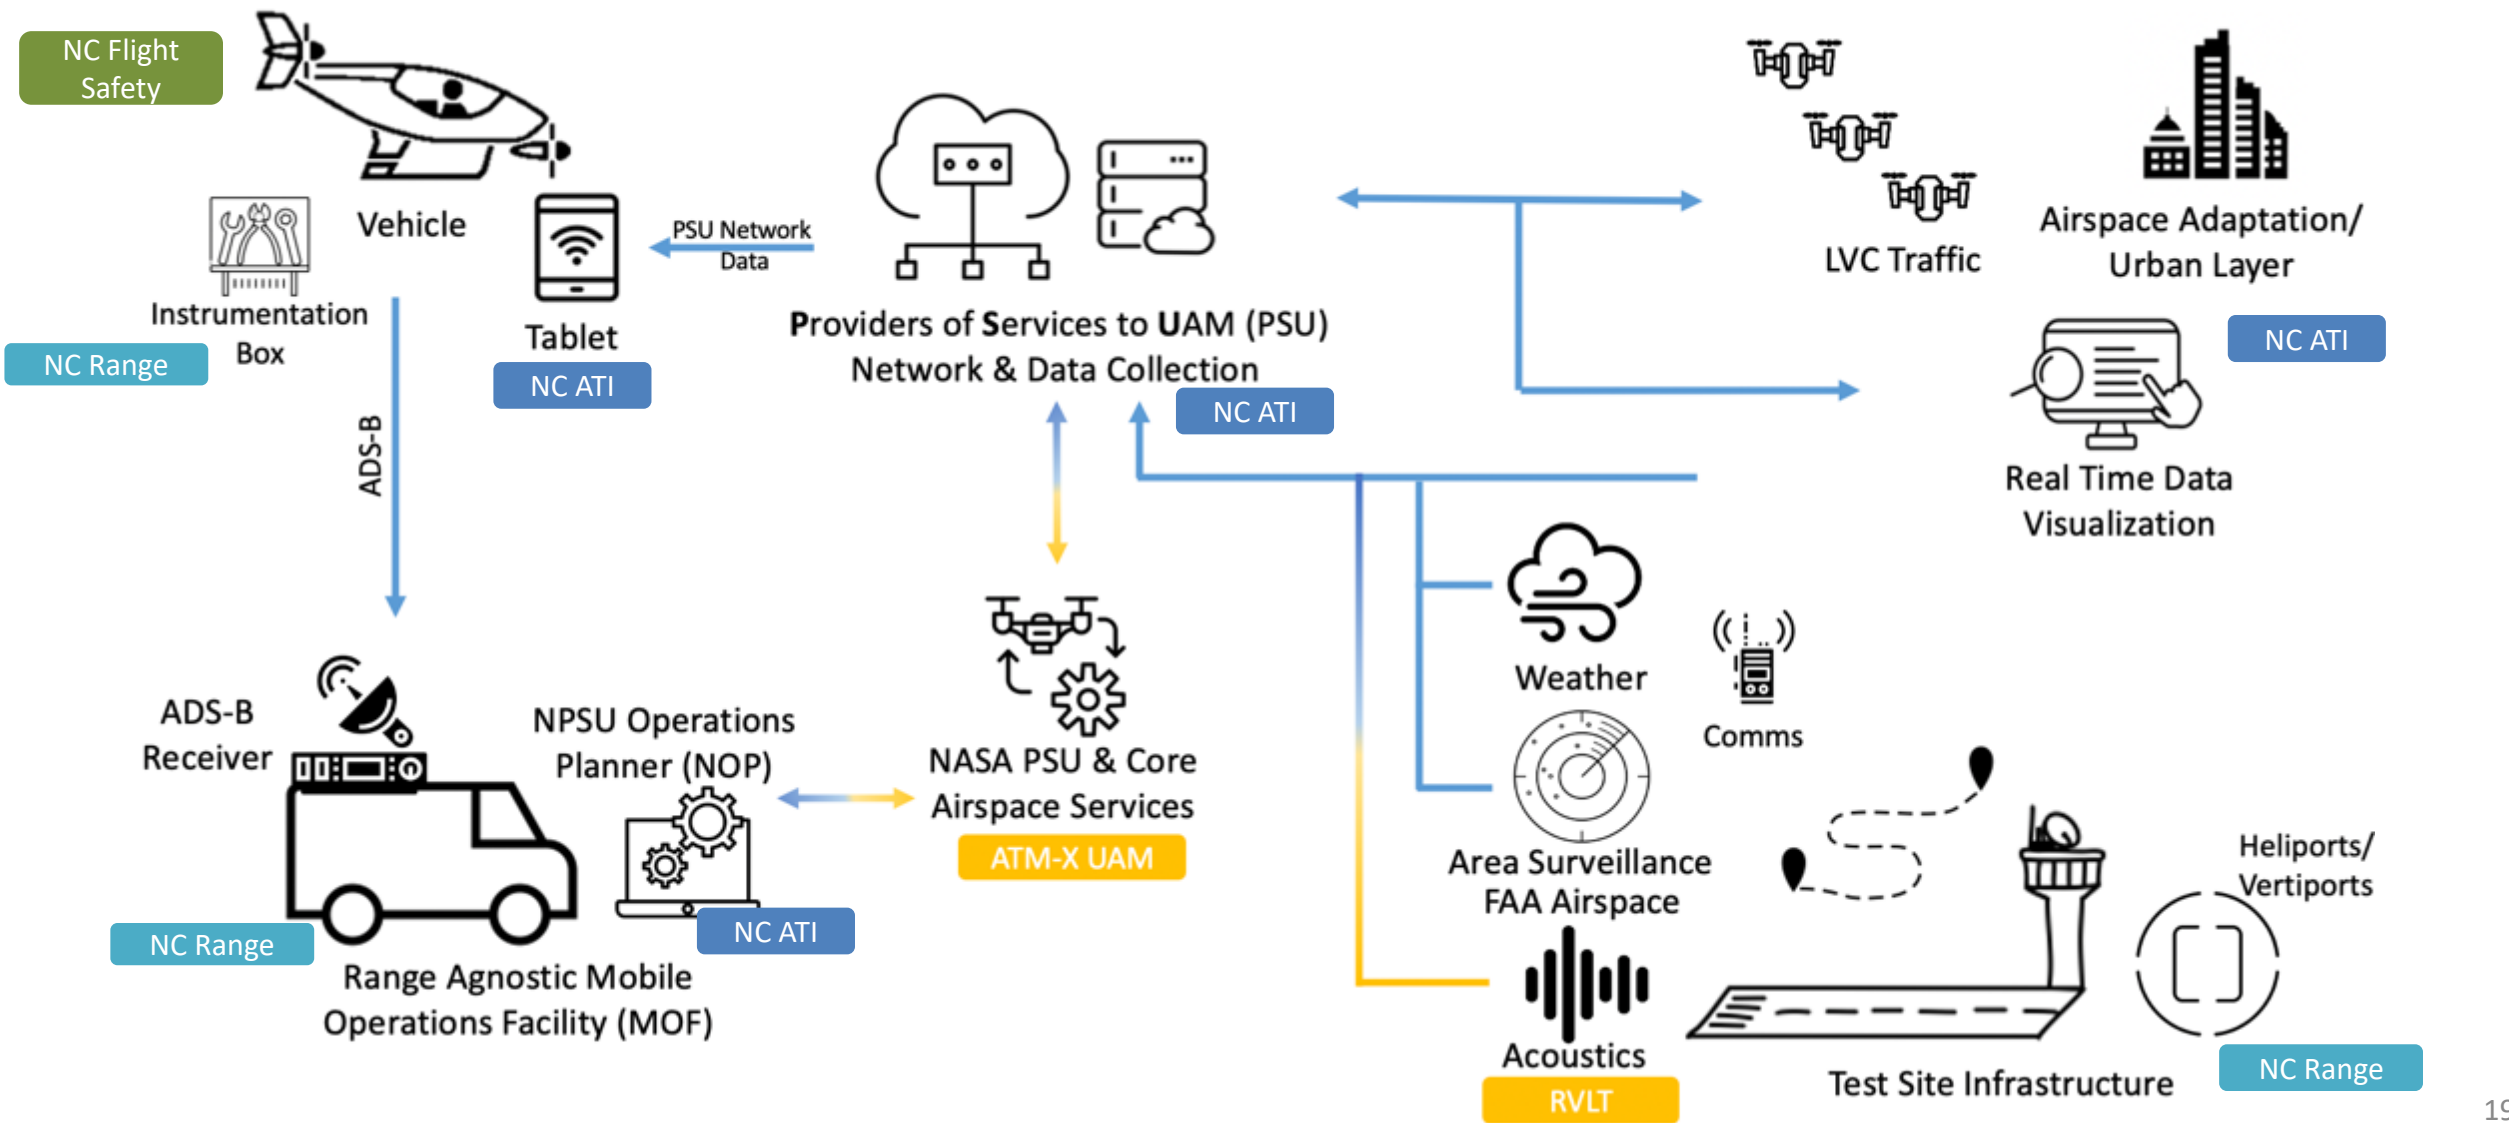 NC Flight
Safety
Vehicle
Instrumentation
Box
NC Range
Tablet
NC ATI
PSU Network
Data
Providers of Services to UAM (PSU)
Network & Data Collection
NC ATI
LVC Traffic
Airspace Adaptation/
Urban Layer
NC ATI
Real Time Data
Visualization
ADS-B
ADS-B
Receiver
NPSU Operations
Planner (NOP)
NC ATI
NC Range
Range Agnostic Mobile
Operations Facility (MOF)
NASA PSU & Core
Airspace Services
ATM-X UAM
Weather
Comms
Area Surveillance
FAA Airspace
Acoustics
RVLT
Heliports/
Vertiports
Test Site Infrastructure
NC Range
19